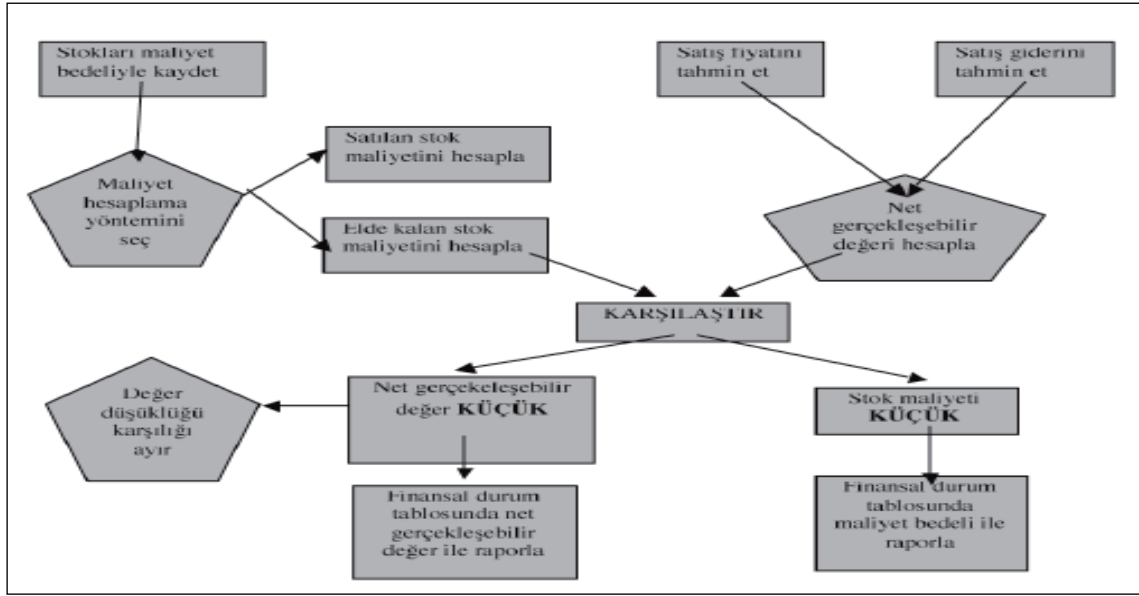 Stokları maliyet
bedeliyle kaydet
Satış fiyatını
tahmin et
Satış giderini
tahmin et
Satılan stok
maliyetini hesapla
Maliyet
hesaplama
yöntemini
seç
Elde kalan stok
maliyetini hesapla
Net
gerçekleşebilir
değeri hesapla
KARŞILAŞTIR
Değer
düşüklüğü
karşılığı
ayır
Net gerçekeleşebilir
değer KÜÇÜK
Stok maliyeti
KÜÇÜK
Finansal durum
tablosunda net
gerçekleşebilir
değer ile raporla
Finansal durum
tablosunda
maliyet bedeli ile
raporla